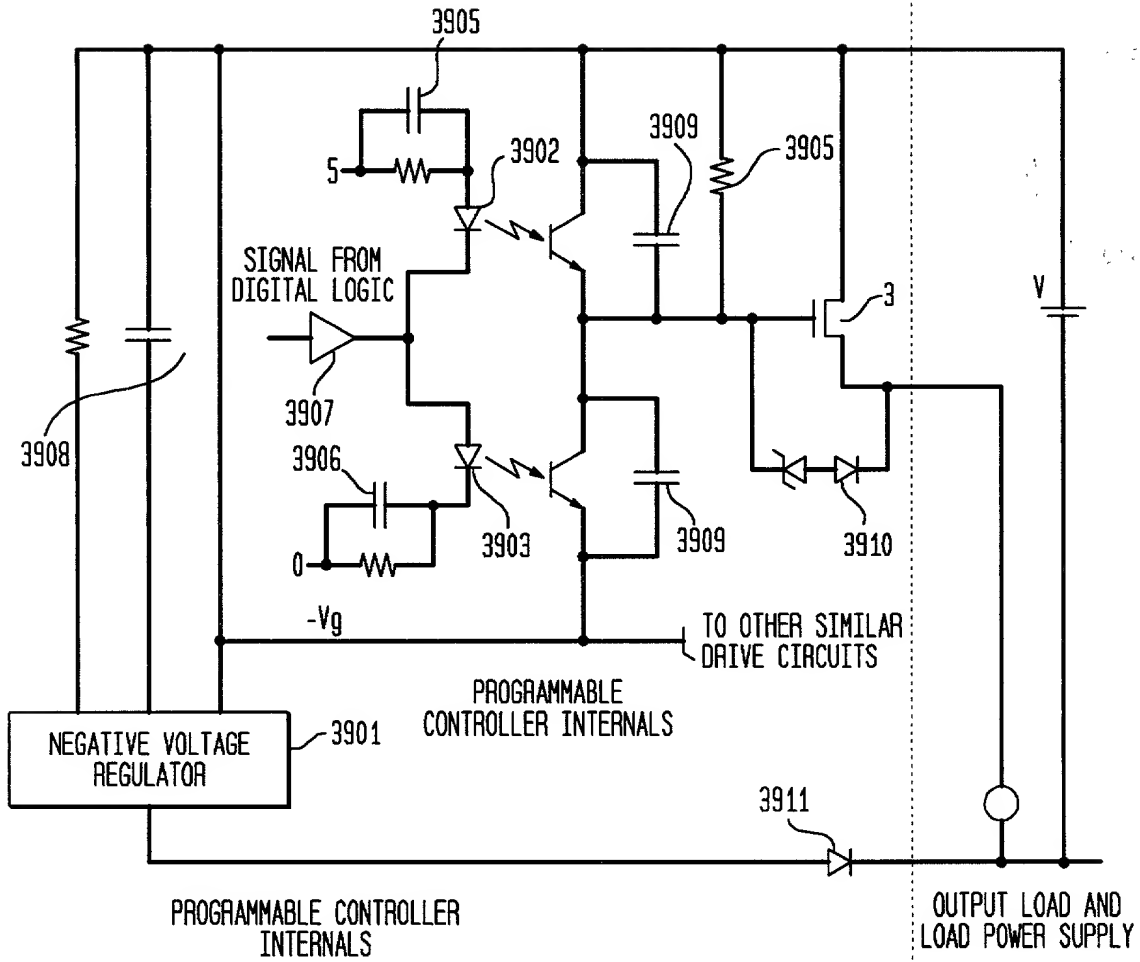 3905
3902
3909
3905
5
SIGNAL FROM
DIGITAL LOGIC
3
V
3907
3908
3906
3903
3909
3910
0
-Vg
TO OTHER SIMILAR
DRIVE CIRCUITS
PROGRAMMABLE
CONTROLLER INTERNALS
NEGATIVE VOLTAGE
REGULATOR
3901
3911
PROGRAMMABLE CONTROLLER
INTERNALS
OUTPUT LOAD AND
LOAD POWER SUPPLY